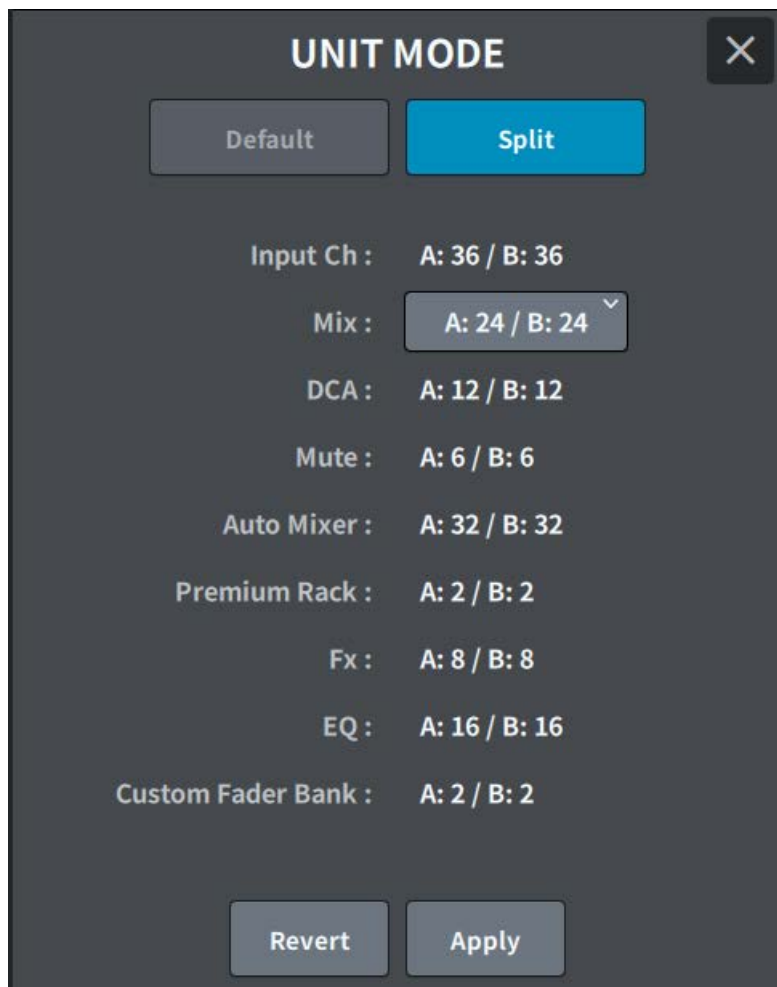 UNIT MODE
Default Split
Input Ch : A: 36 / B: 36
Mix : A: 24 / B: 24
DCA : A: 12 / B: 12
Mute : A: 6 / B: 6
Auto Mixer : A: 32 / B: 32
Premium Rack : A: 2 / B: 2
Fx : A: 8 / B: 8
EQ : A: 16 / B: 16
Custom Fader Bank : A: 2 / B: 2
Revert Apply